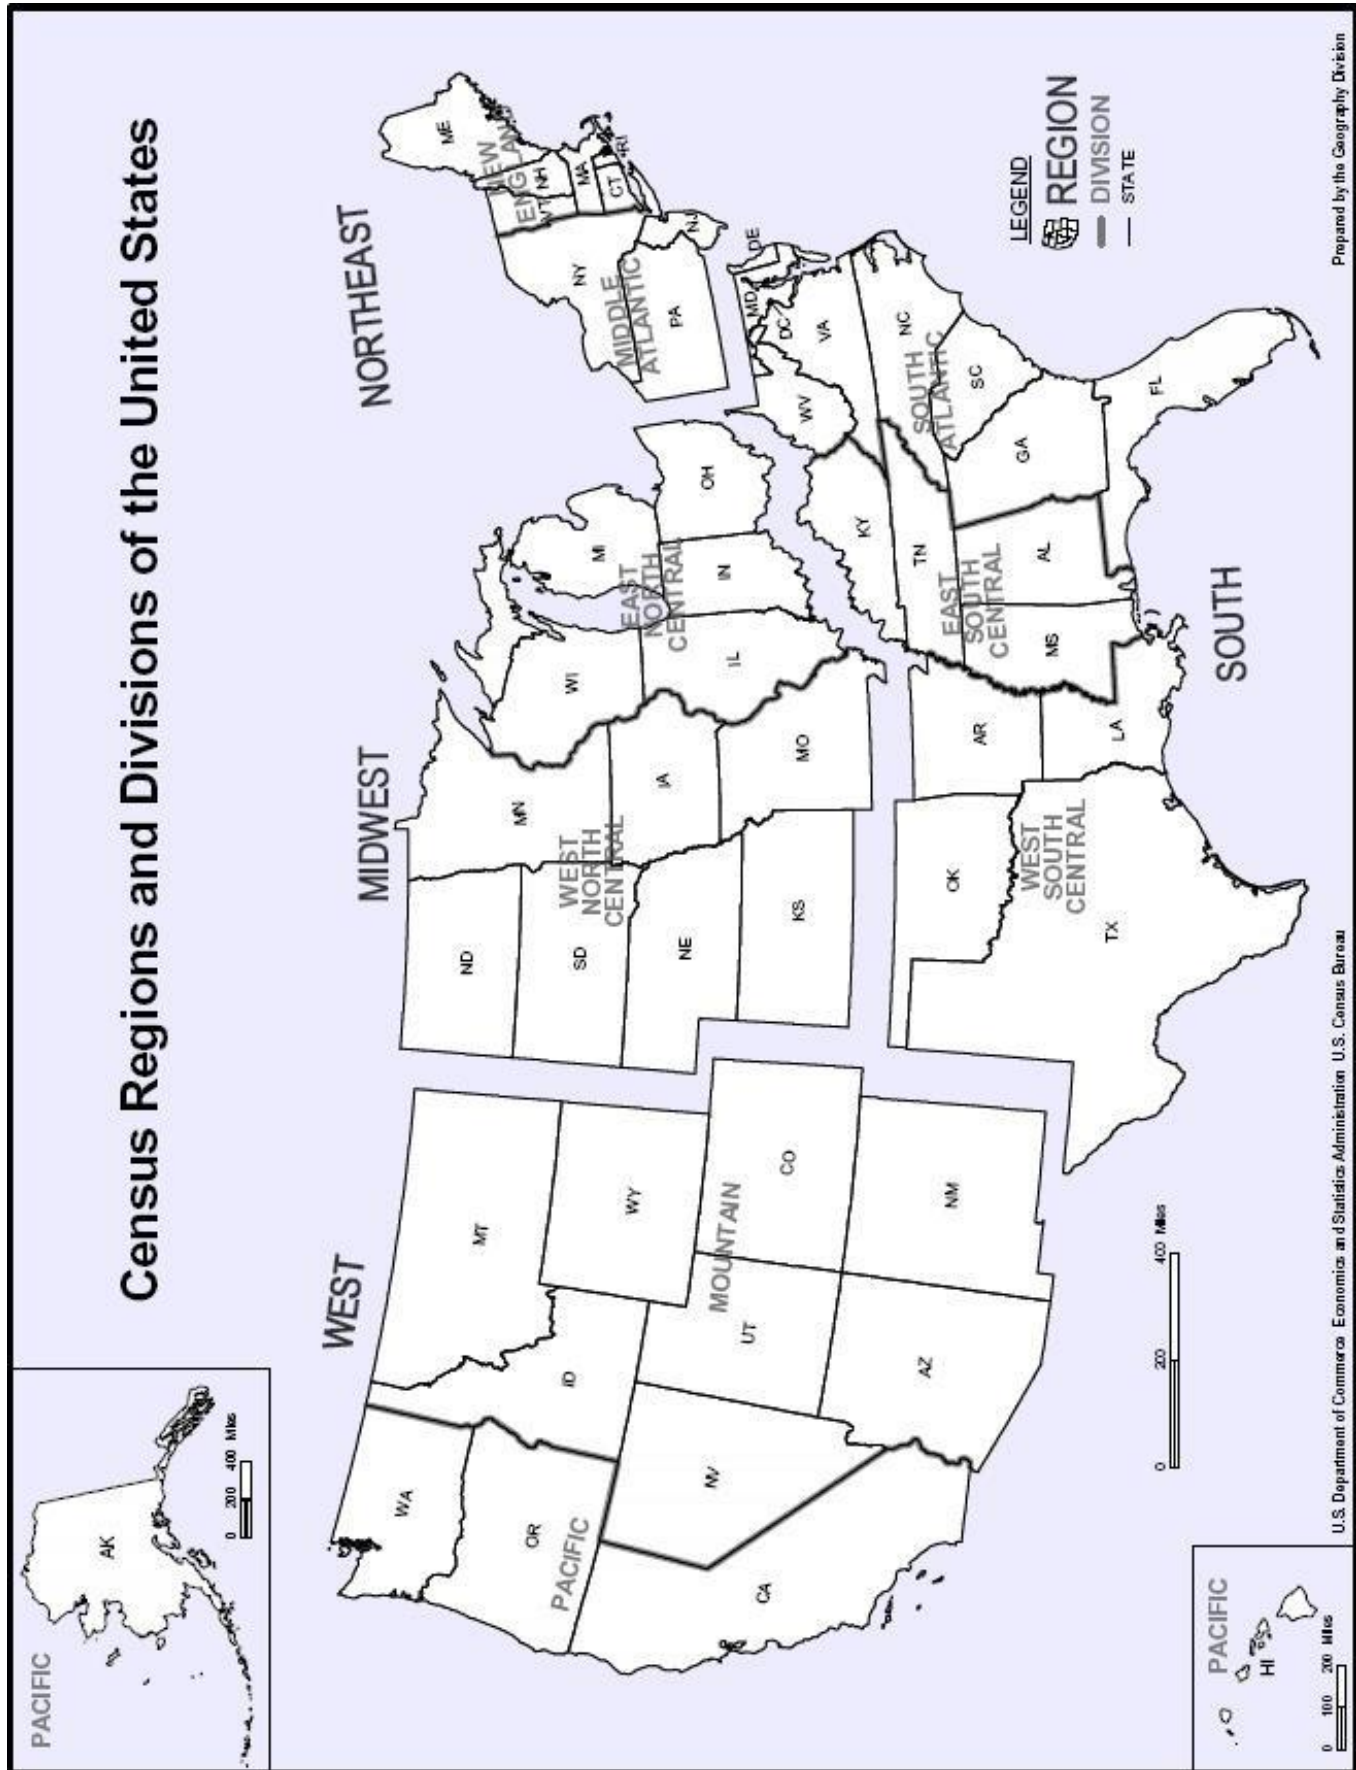 Census Regions and Divisions of the United States
PACIFIC
AK
0 200 400 Miles
WEST
MIDWEST
NORTHEAST
WA
MT
ND
MN
ME
OR
ID
WY
SD
WI
MI
NY
VT
NH
NEW
ENGLAND
MA
CT
RI
PACIFIC
MOUNTAIN
WEST
NORTH
CENTRAL
EAST
NORTH
CENTRAL
MIDDLE
ATLANTIC
PA
NJ
NV
UT
CO
NE
IA
IL
IN
OH
CA
KS
MO
WV
MD
DE
DC
VA
KY
AZ
NM
OK
AR
TN
NC
SOUTH
ATLANTIC
SC
WEST
SOUTH
CENTRAL
EAST
SOUTH
CENTRAL
TX
LA
MS
AL
GA
FL
SOUTH
LEGEND
REGION
DIVISION
STATE
0 200 400 Miles
PACIFIC
HI
0 100 200 Miles
U.S. Department of Commerce Economics and Statistics Administration U.S. Census Bureau
Prepared by the Geography Division